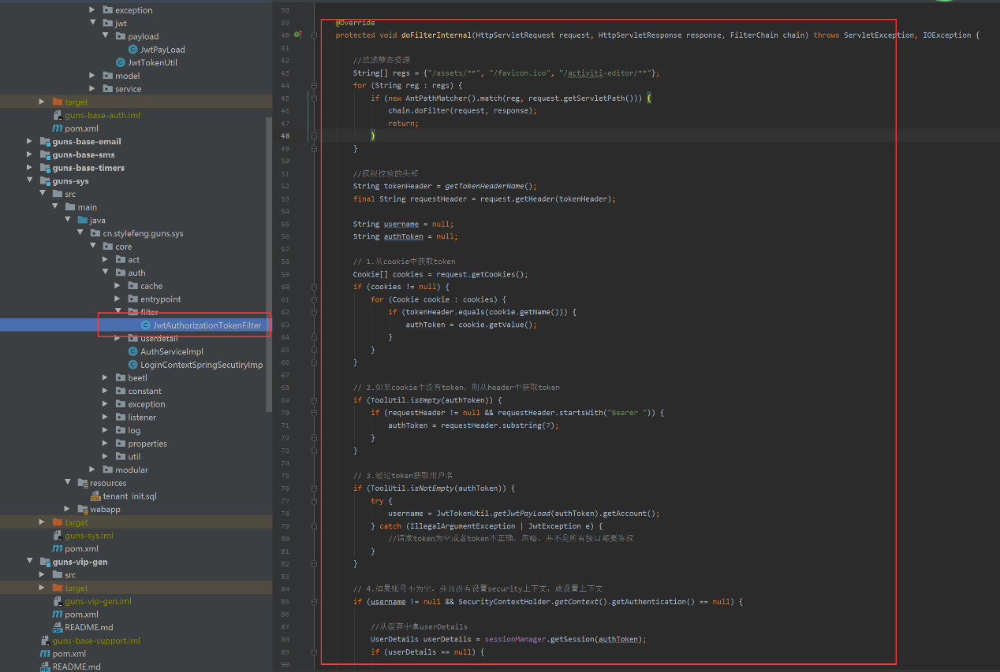 exception
jwt
payload
JwtPayLoad
JwtTokenUtil
model
service
target
guns-base-auth.iml
pom.xml
guns-base-email
guns-base-sms
guns-base-timers
guns-sys
src
main
java
cn.stylefeng.guns.sys
core
act
auth
cache
entrypoint
filter
JwtAuthorizationTokenFilter
userdetail
AuthServiceImpl
LoginContextSpringSecutiryImp
beetl
constant
exception
listener
log
properties
util
modular
resources
tenant_init.sql
webapp
target
guns-sys.iml
pom.xml
guns-vip-gen
src
target
guns-vip-gen.iml
pom.xml
README.md
guns-base-support.iml
pom.xml
README.md
38
39 @Override
40 protected void doFilterInternal(HttpServletRequest request, HttpServletResponse response, FilterChain chain) throws ServletException, IOException {
41
42 //过滤静态资源
43 String[] regs = {"/assets/**", "/favicon.ico", "/activiti-editor/**"};
44 for (String reg : regs) {
45 if (new AntPathMatcher().match(reg, request.getServletPath())) {
46 chain.doFilter(request, response);
47 return;
48 }
49 }
50
51 //权限校验的头部
52 String tokenHeader = getTokenHeaderName();
53 final String requestHeader = request.getHeader(tokenHeader);
54
55 String username = null;
56 String authToken = null;
57
58 // 1.从cookie中获取token
59 Cookie[] cookies = request.getCookies();
60 if (cookies != null) {
61 for (Cookie cookie : cookies) {
62 if (tokenHeader.equals(cookie.getName())) {
63 authToken = cookie.getValue();
64 }
65 }
66 }
67
68 // 2.如果cookie中没有token，则从header中获取token
69 if (ToolUtil.isEmpty(authToken)) {
70 if (requestHeader != null && requestHeader.startsWith("Bearer ")) {
71 authToken = requestHeader.substring(7);
72 }
73 }
74
75 // 3.通过token获取用户名
76 if (ToolUtil.isNotEmpty(authToken)) {
77 try {
78 username = JwtTokenUtil.getJwtPayLoad(authToken).getAccount();
79 } catch (IllegalArgumentException | JwtException e) {
80 //请求token为空或者token不正确，忽略，并不是所有接口都要鉴权
81 }
82 }
83
84 // 4.如果账号不为空，并且没有设置security上下文，就设置上下文
85 if (username != null && SecurityContextHolder.getContext().getAuthentication() == null) {
86
87 //从缓存中拿userDetails
88 UserDetails userDetails = sessionManager.getSession(authToken);
89 if (userDetails == null) {
90